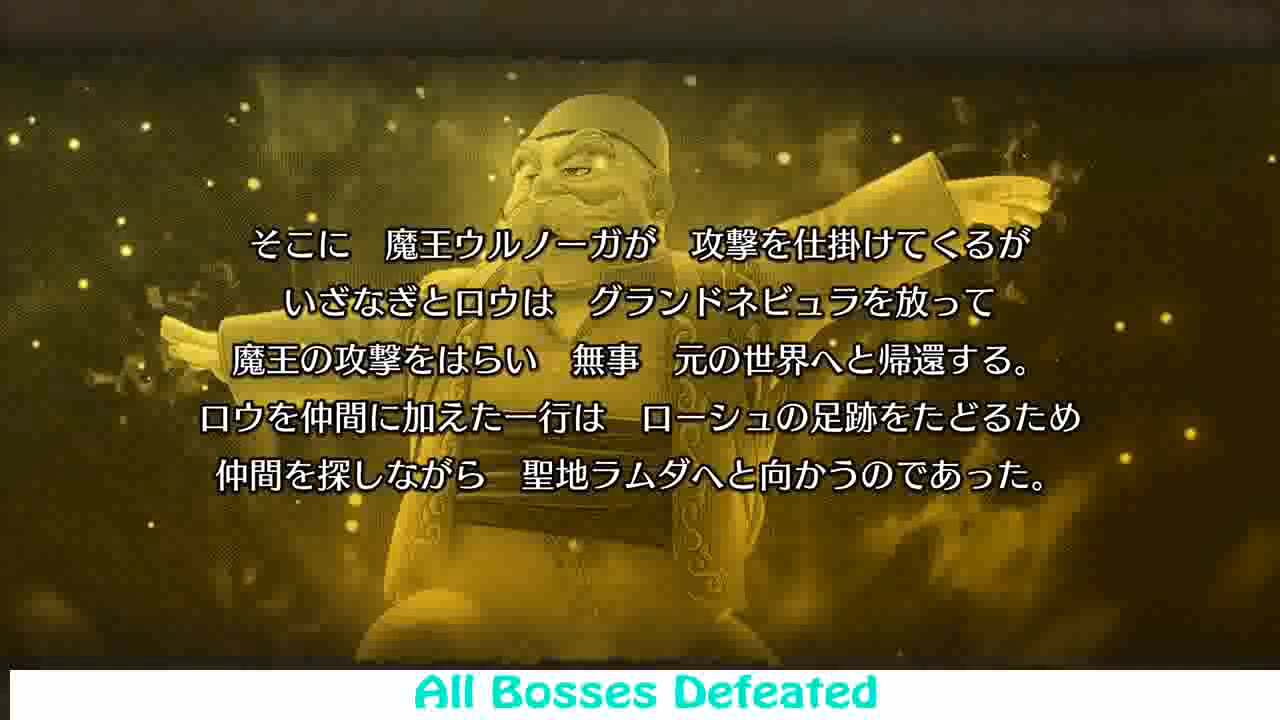 そこに　魔王ウルノーガが　攻撃を仕掛けてくるが
いざなぎとロウは　グランドネビュラを放って
魔王の攻撃をはらい　無事　元の世界へと帰還する。
ロウを仲間に加えた一行は　ローシュの足跡をたどるため
仲間を探しながら　聖地ラムダへと向かうのであった。
All Bosses Defeated